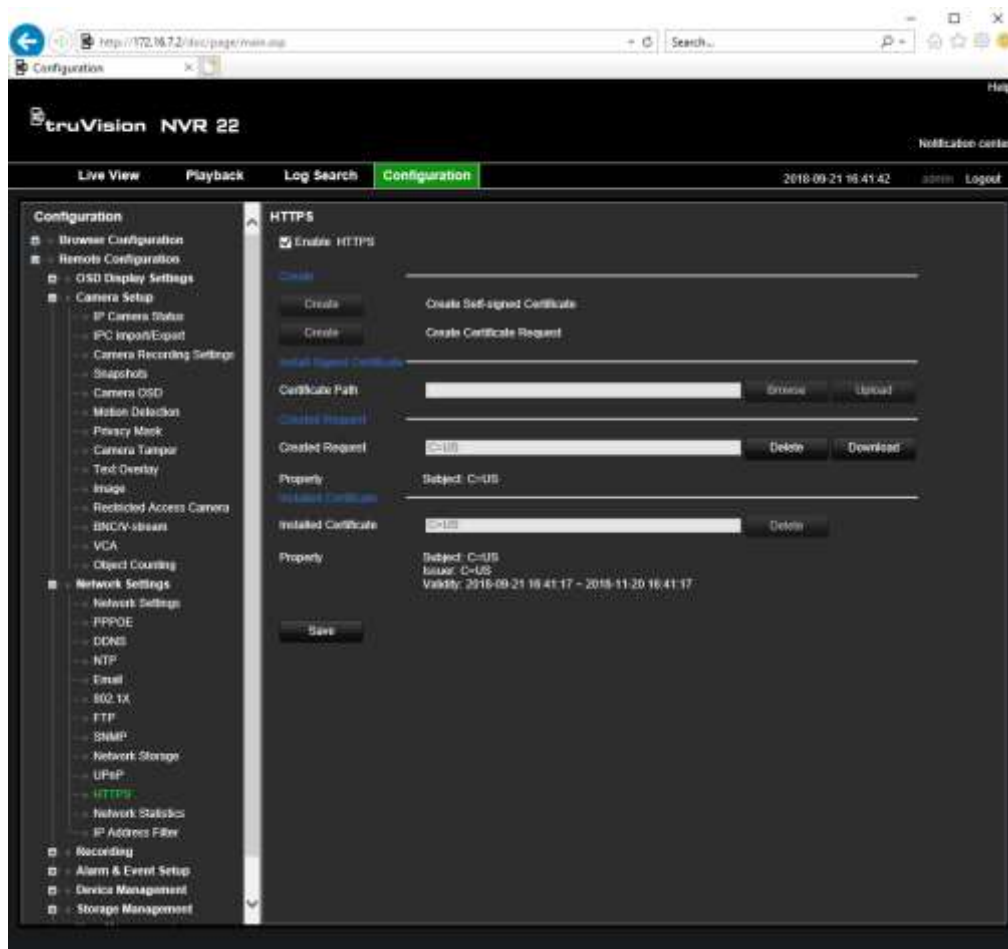 http://172.16.7.2/doc/page/main.asp
Search...
Configuration
Help
truVision NVR 22
Notification center
Live View Playback Log Search Configuration
2018-09-21 16:41:42 admin Logout
Configuration
Browser Configuration
Remote Configuration
OSD Display Settings
Camera Setup
IP Camera Status
IPC Import/Export
Camera Recording Settings
Snapshots
Camera OSD
Motion Detection
Privacy Mask
Camera Tamper
Text Overlay
Image
Restricted Access Camera
BNC/V-stream
VCA
Object Counting
Network Settings
Network Settings
PPPOE
DDNS
NTP
Email
802.1X
FTP
SNMP
Network Storage
UPnP
HTTPS
Network Statistics
IP Address Filter
Recording
Alarm & Event Setup
Device Management
Storage Management
HTTPS
Enable HTTPS
Create
Create Create Self-signed Certificate
Create Create Certificate Request
Install Signed Certificate
Certificate Path Browse Upload
Created Request
Created Request C=US Delete Download
Property Subject: C=US
Installed Certificate
Installed Certificate C=US Delete
Property Subject: C=US
Issuer: C=US
Validity: 2018-09-21 16:41:17 ~ 2018-11-20 16:41:17
Save